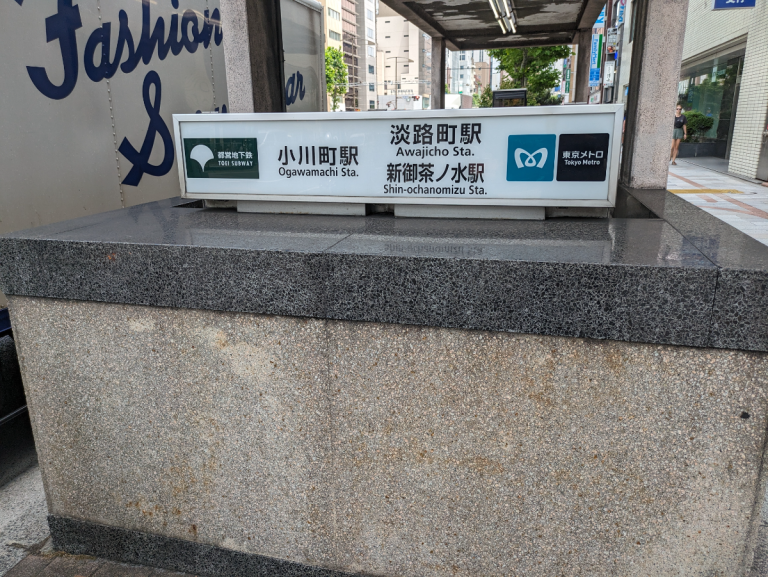 Fashion
都営地下鉄
TOEI SUBWAY
小川町駅
Ogawamachi Sta.
淡路町駅
Awajicho Sta.
新御茶ノ水駅
Shin-ochanomizu Sta.
東京メトロ
Tokyo Metro